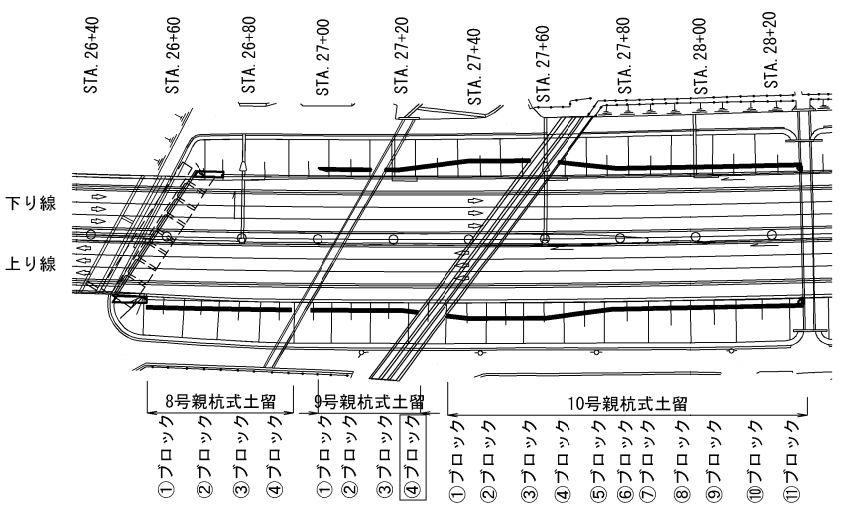 STA. 26+40
STA. 26+60
STA. 26+80
STA. 27+00
STA. 27+20
STA. 27+40
STA. 27+60
STA. 27+80
STA. 28+00
STA. 28+20
下り線
上り線
8号親杭式土留
9号親杭式土留
10号親杭式土留
①ブロック
②ブロック
③ブロック
④ブロック
①ブロック
②ブロック
③ブロック
④ブロック
①ブロック
②ブロック
③ブロック
④ブロック
⑤ブロック
⑥ブロック
⑦ブロック
⑧ブロック
⑨ブロック
⑩ブロック
⑪ブロック